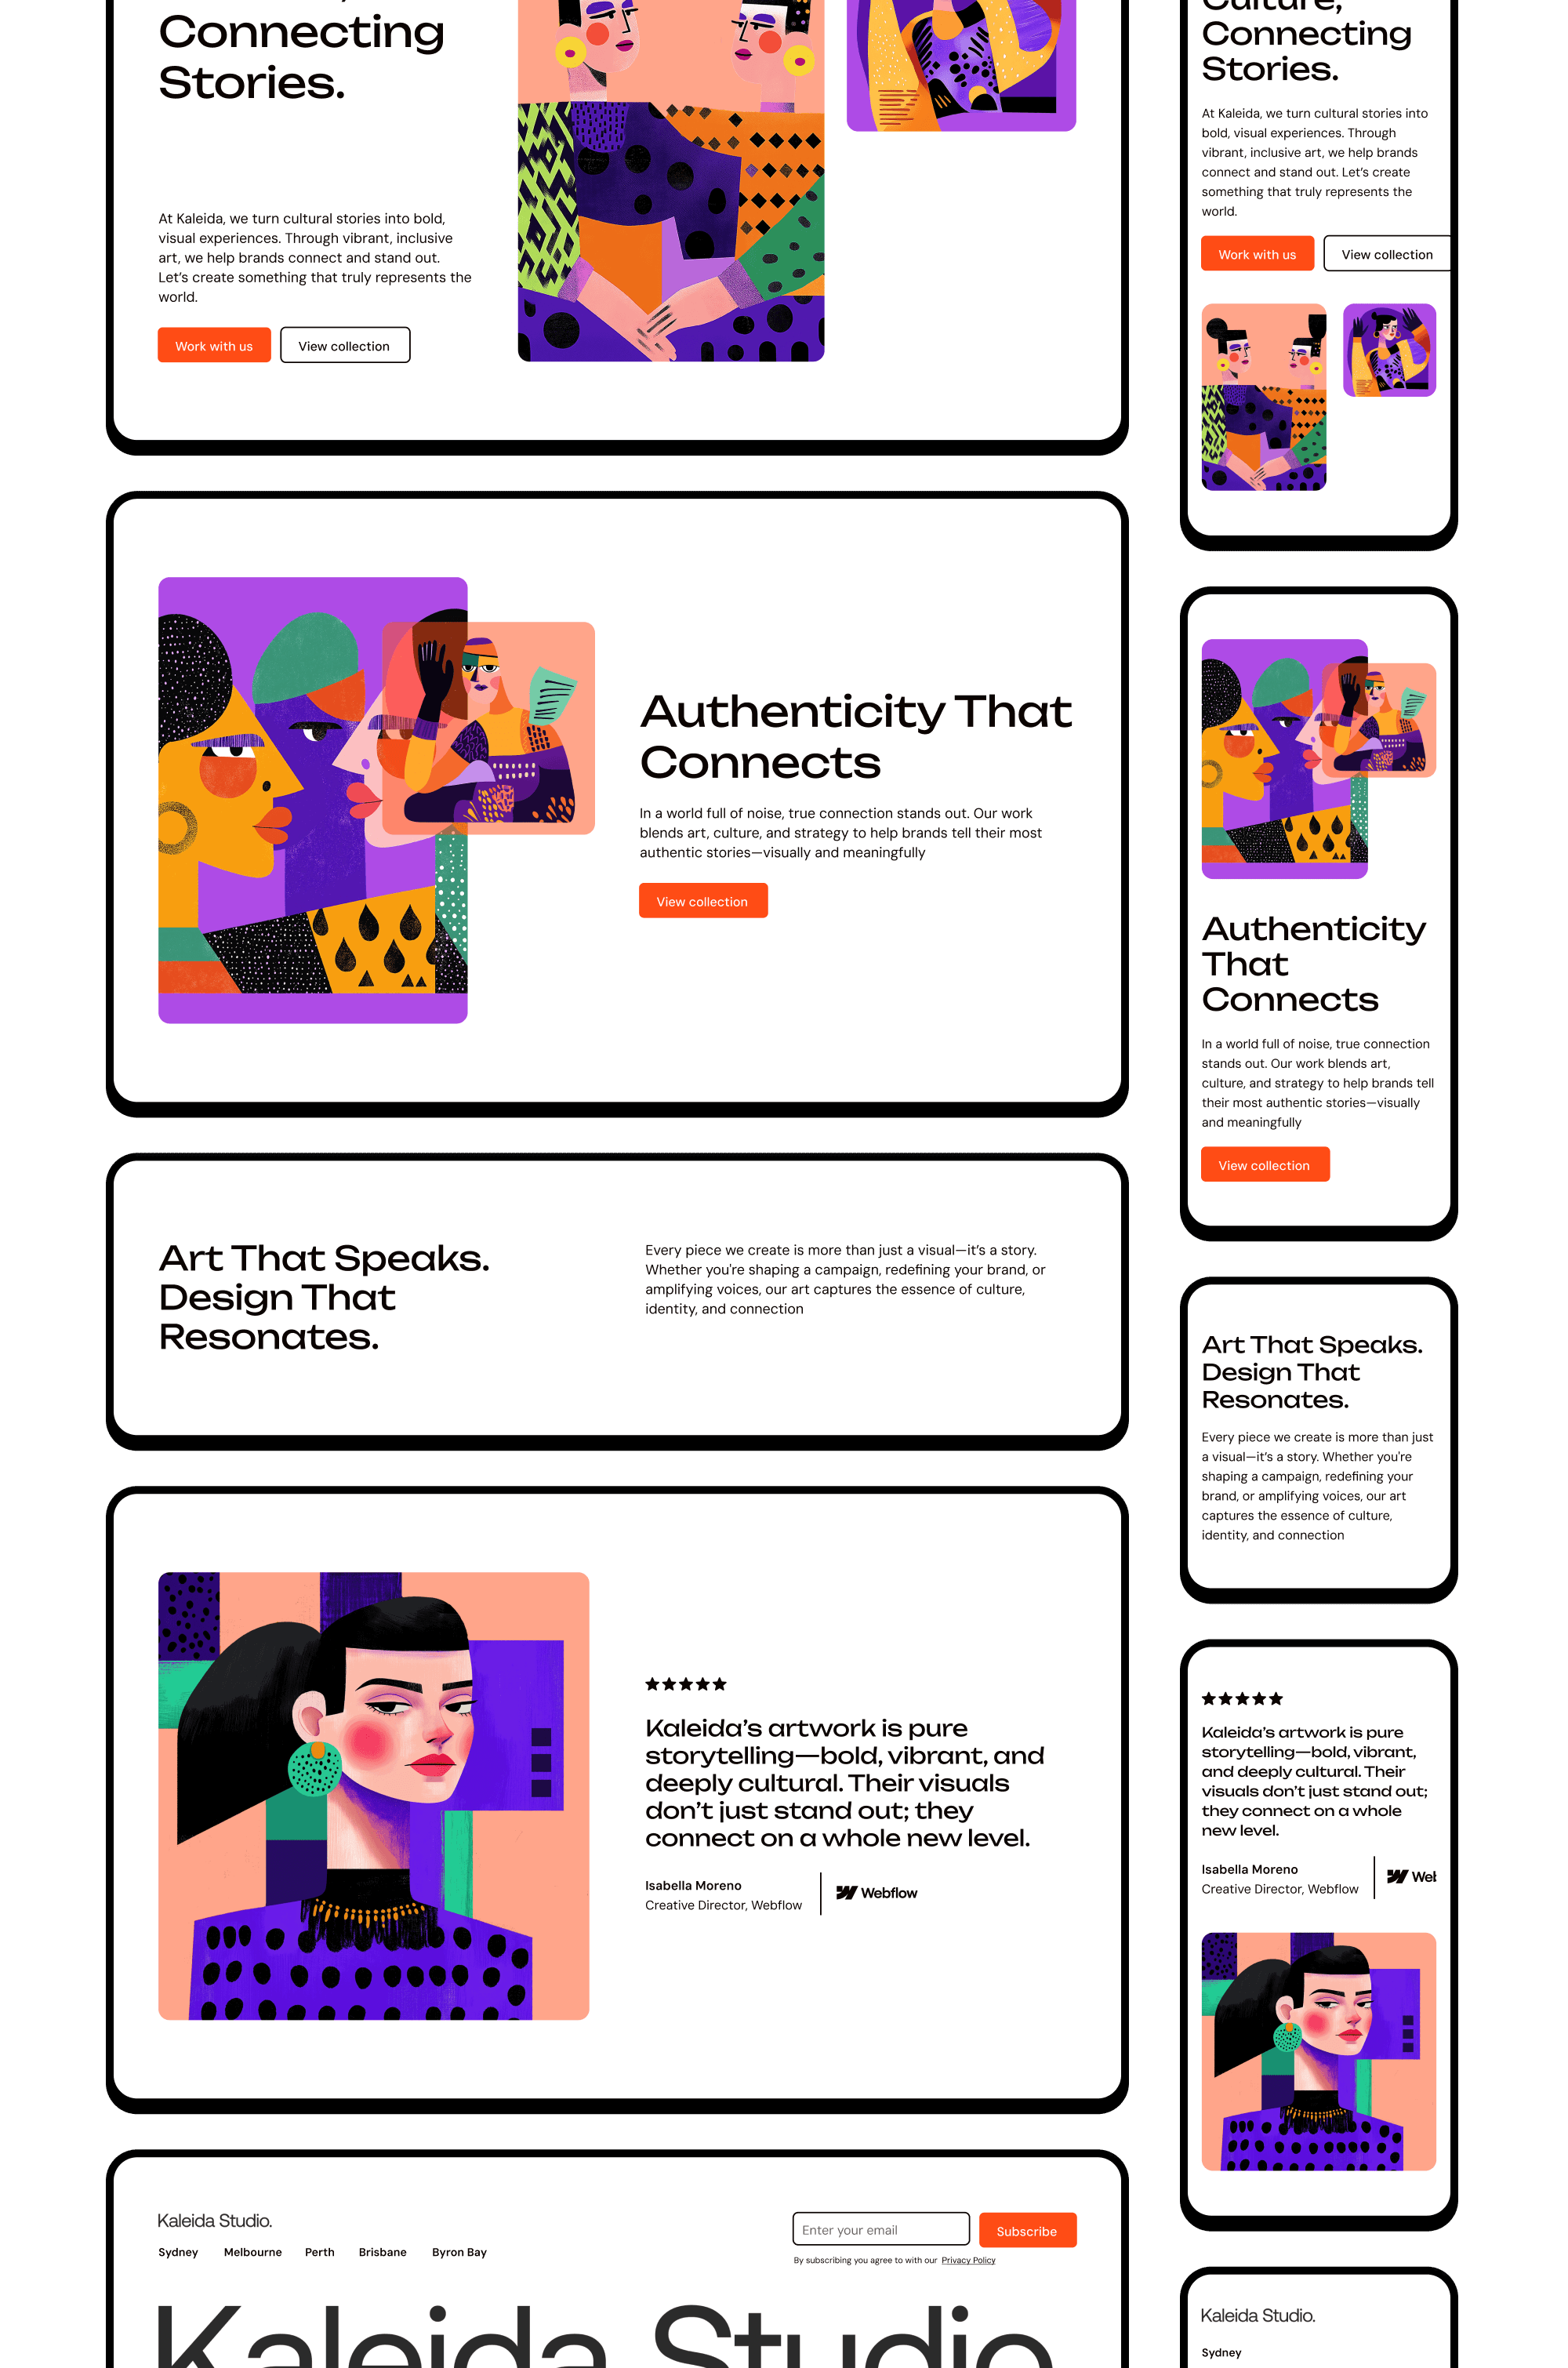 Connecting
Stories.
At Kaleida, we turn cultural stories into bold,
visual experiences. Through vibrant, inclusive
art, we help brands connect and stand out.
Let's create something that truly represents the
world.
Work with us
View collection
Authenticity That
Connects
In a world full of noise, true connection stands out. Our work
blends art, culture, and strategy to help brands tell their most
authentic stories—visually and meaningfully
View collection
Art That Speaks.
Design That
Resonates.
Every piece we create is more than just a visual—it's a story.
Whether you're shaping a campaign, redefining your brand, or
amplifying voices, our art captures the essence of culture,
identity, and connection
Kaleida's artwork is pure
storytelling—bold, vibrant, and
deeply cultural. Their visuals
don't just stand out; they
connect on a whole new level.
Isabella Moreno
Creative Director, Webflow
Webflow
Kaleida Studio.
Sydney Melbourne Perth Brisbane Byron Bay
Enter your email
Subscribe
By subscribing you agree to with our Privacy Policy
Kaleida Studio
Culture,
Connecting
Stories.
At Kaleida, we turn cultural stories into
bold, visual experiences. Through
vibrant, inclusive art, we help brands
connect and stand out. Let's create
something that truly represents the
world.
Work with us
View collection
Authenticity
That
Connects
In a world full of noise, true connection
stands out. Our work blends art,
culture, and strategy to help brands tell
their most authentic stories—visually
and meaningfully
View collection
Art That Speaks.
Design That
Resonates.
Every piece we create is more than just
a visual—it's a story. Whether you're
shaping a campaign, redefining your
brand, or amplifying voices, our art
captures the essence of culture,
identity, and connection
Kaleida's artwork is pure
storytelling—bold, vibrant,
and deeply cultural. Their
visuals don't just stand out;
they connect on a whole
new level.
Isabella Moreno
Creative Director, Webflow
Web
Kaleida Studio.
Sydney